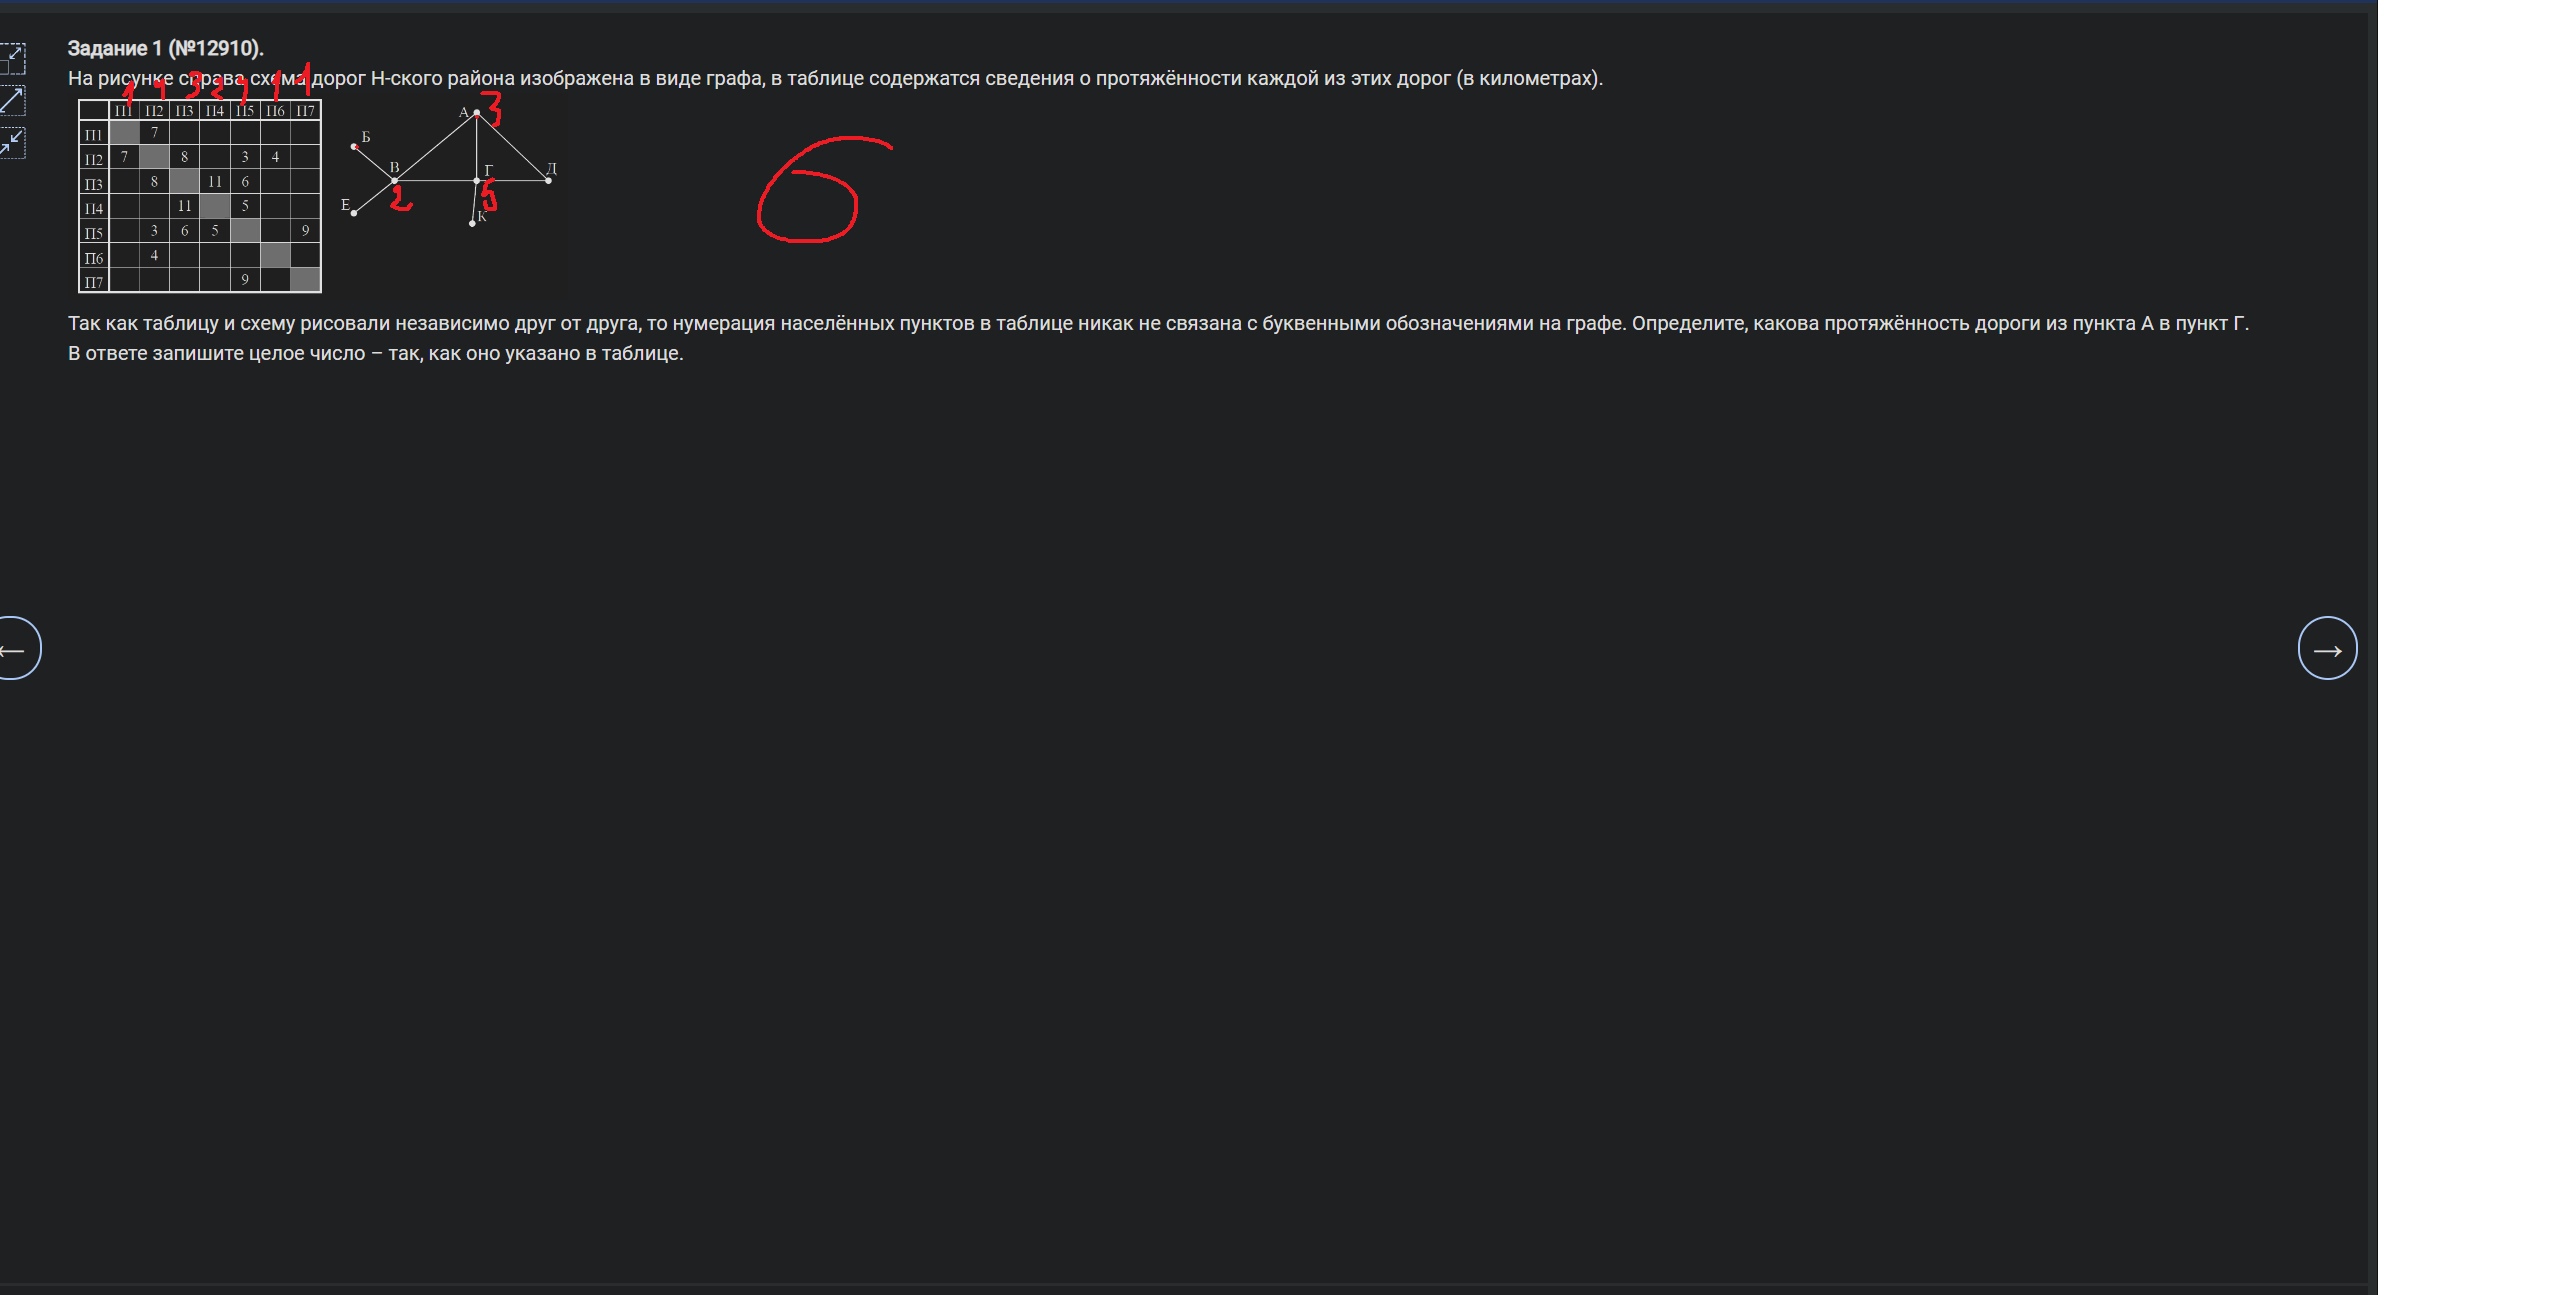 Задание 1 (№12910).
На рисунке справа схема дорог Н-ского района изображена в виде графа, в таблице содержатся сведения о протяжённости каждой из этих дорог (в километрах).
1 4 3 2 1 1
П1 П2 П3 П4 П5 П6 П7
П1 7
П2 7 8 3 4
П3 8 11 6
П4 11 5
П5 3 6 5 9
П6 4
П7 9
А 3
Б
В Г Д
2 5
Е К
6
Так как таблицу и схему рисовали независимо друг от друга, то нумерация населённых пунктов в таблице никак не связана с буквенными обозначениями на графе. Определите, какова протяжённость дороги из пункта А в пункт Г.
В ответе запишите целое число – так, как оно указано в таблице.
← →